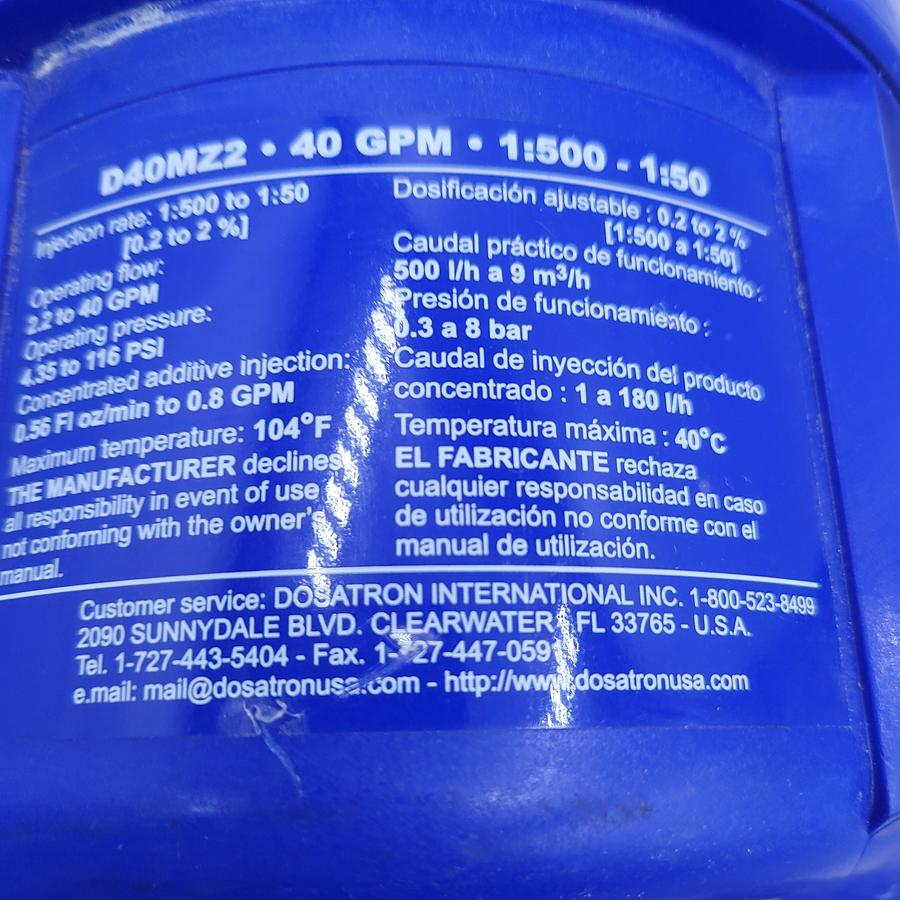 D40MZ2 • 40 GPM • 1:500 - 1:50
Injection rate: 1:500 to 1:50
[0.2 to 2 %]
Operating flow:
2.2 to 40 GPM
Operating pressure:
4.35 to 116 PSI
Concentrated additive injection:
0.56 Fl oz/min to 0.8 GPM
Maximum temperature: 104°F
THE MANUFACTURER declines
all responsibility in event of use
not conforming with the owner's
manual.
Dosificación ajustable : 0.2 to 2 %
[1:500 a 1:50]
Caudal práctico de funcionamiento :
500 l/h a 9 m³/h
Presión de funcionamiento :
0.3 a 8 bar
Caudal de inyección del producto
concentrado : 1 a 180 l/h
Temperatura máxima : 40°C
EL FABRICANTE rechaza
cualquier responsabilidad en caso
de utilización no conforme con el
manual de utilización.
Customer service: DOSATRON INTERNATIONAL INC. 1-800-523-8499
2090 SUNNYDALE BLVD. CLEARWATER FL 33765 - U.S.A.
Tel. 1-727-443-5404 - Fax.
e.mail: mail@dosatronusa.com - http://www.dosatronusa.com